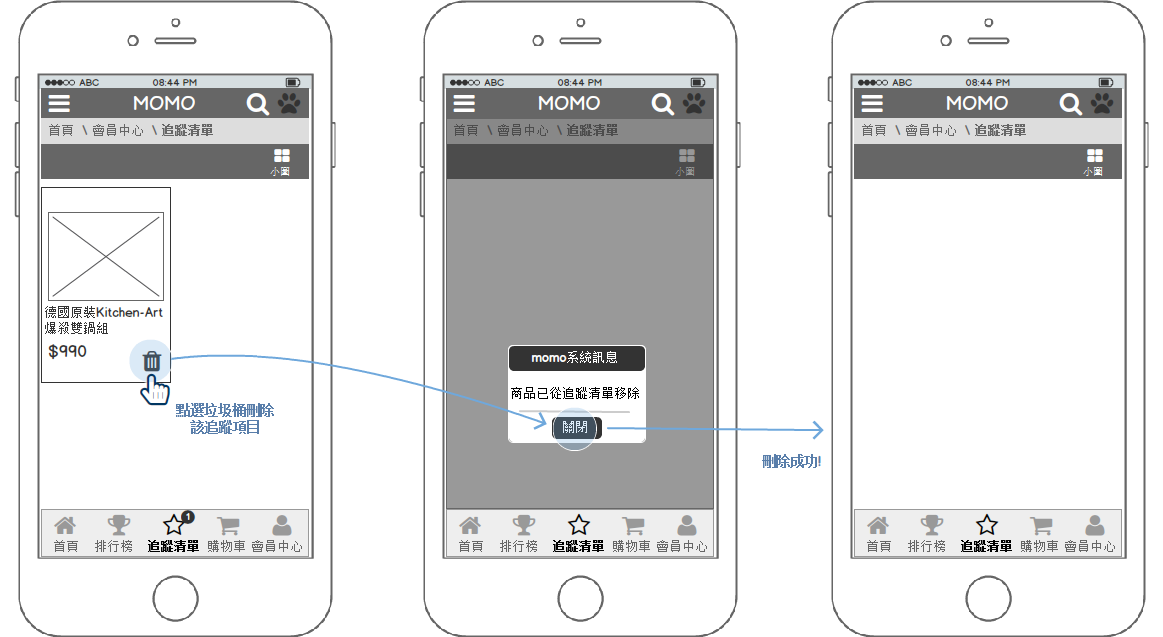 ABC 08:44 PM
MOMO
首頁 \ 會員中心 \ 追蹤清單
小圖
德國原裝Kitchen-Art
爆殺雙鍋組
$990
點選垃圾桶刪除
該追蹤項目
1
首頁 排行榜 追蹤清單 購物車 會員中心
ABC 08:44 PM
MOMO
首頁 \ 會員中心 \ 追蹤清單
小圖
momo系統訊息
商品已從追蹤清單移除
關閉
首頁 排行榜 追蹤清單 購物車 會員中心
刪除成功!
ABC 08:44 PM
MOMO
首頁 \ 會員中心 \ 追蹤清單
小圖
首頁 排行榜 追蹤清單 購物車 會員中心